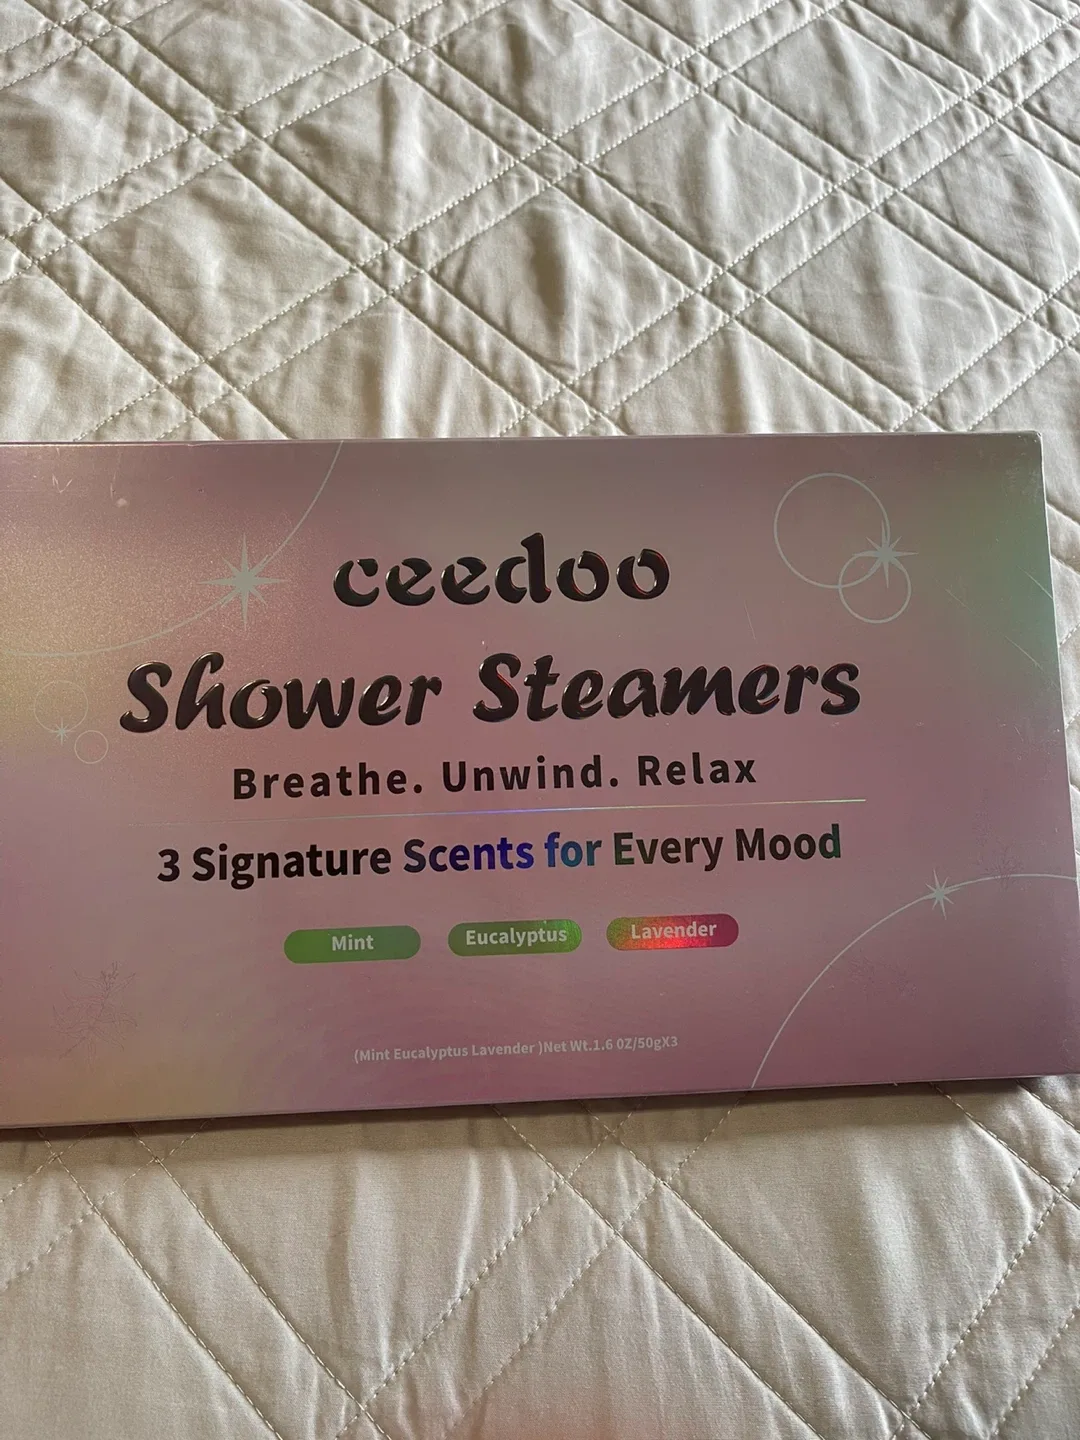 ceedoo
Shower Steamers
Breathe. Unwind. Relax
3 Signature Scents for Every Mood
Mint Eucalyptus Lavender
(Mint Eucalyptus Lavender )Net Wt.1.6 0Z/50gX3